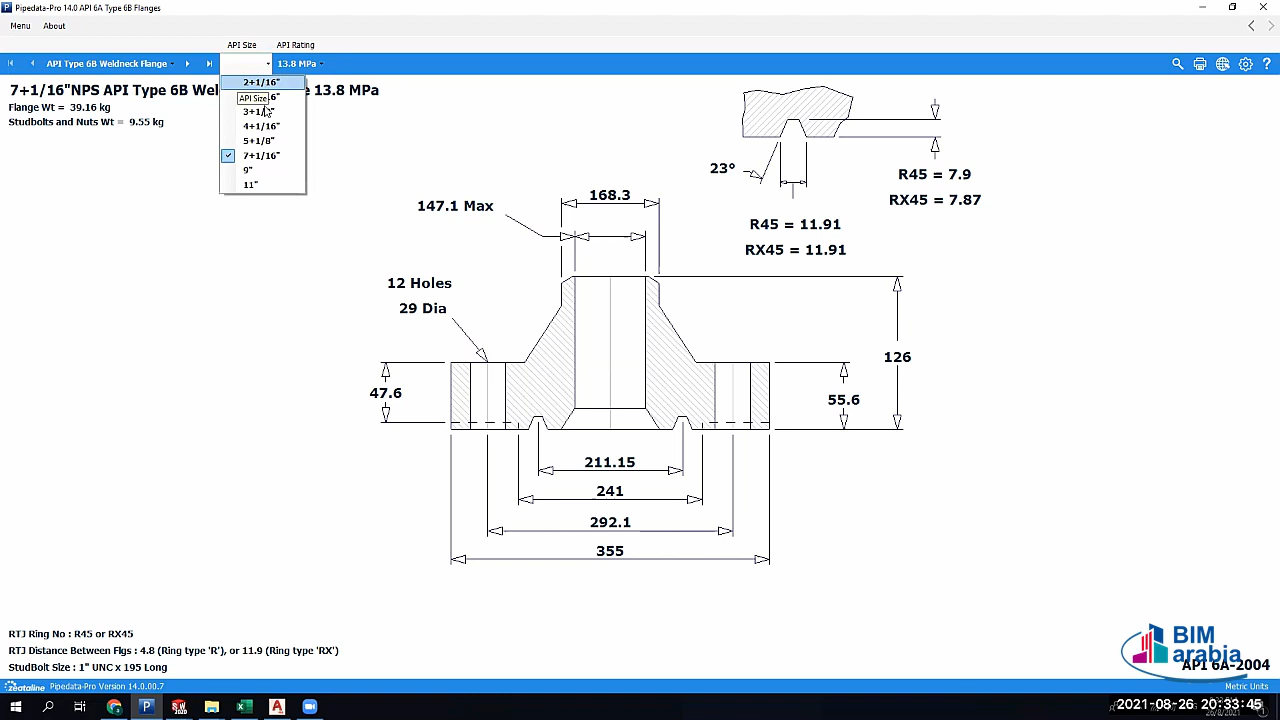 Pipedata-Pro 14.0 API 6A Type 6B Flanges
Menu About
API Size API Rating
API Type 6B Weldneck Flange 13.8 MPa
7+1/16"NPS API Type 6B Wel 13.8 MPa
Flange Wt = 39.16 kg
Studbolts and Nuts Wt = 9.55 kg
2+1/16"
API Size
4+1/16"
5+1/8"
7+1/16"
9"
11"
23°
R45 = 7.9
RX45 = 7.87
R45 = 11.91
RX45 = 11.91
168.3
147.1 Max
12 Holes
29 Dia
126
47.6
55.6
211.15
241
292.1
355
RTJ Ring No : R45 or RX45
RTJ Distance Between Flgs : 4.8 (Ring type 'R'), or 11.9 (Ring type 'RX')
StudBolt Size : 1" UNC x 195 Long
BIM
arabia
API 6A-2004
zeataline Pipedata-Pro Version 14.0.00.7 Metric Units
2021-08-26 20:33:45